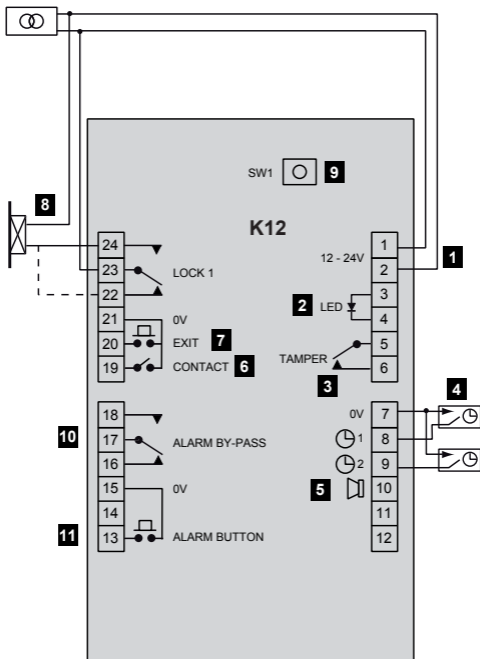 8
SW1
9
K12
24
23
22
21
20
19
LOCK 1
0V
EXIT
7
CONTACT
6
12 - 24V
1
2
3
4
5
6
1
2
LED
TAMPER
3
18
17
16
15
14
13
10
ALARM BY-PASS
0V
11
ALARM BUTTON
0V
1
2
5
7
8
9
10
11
12
4